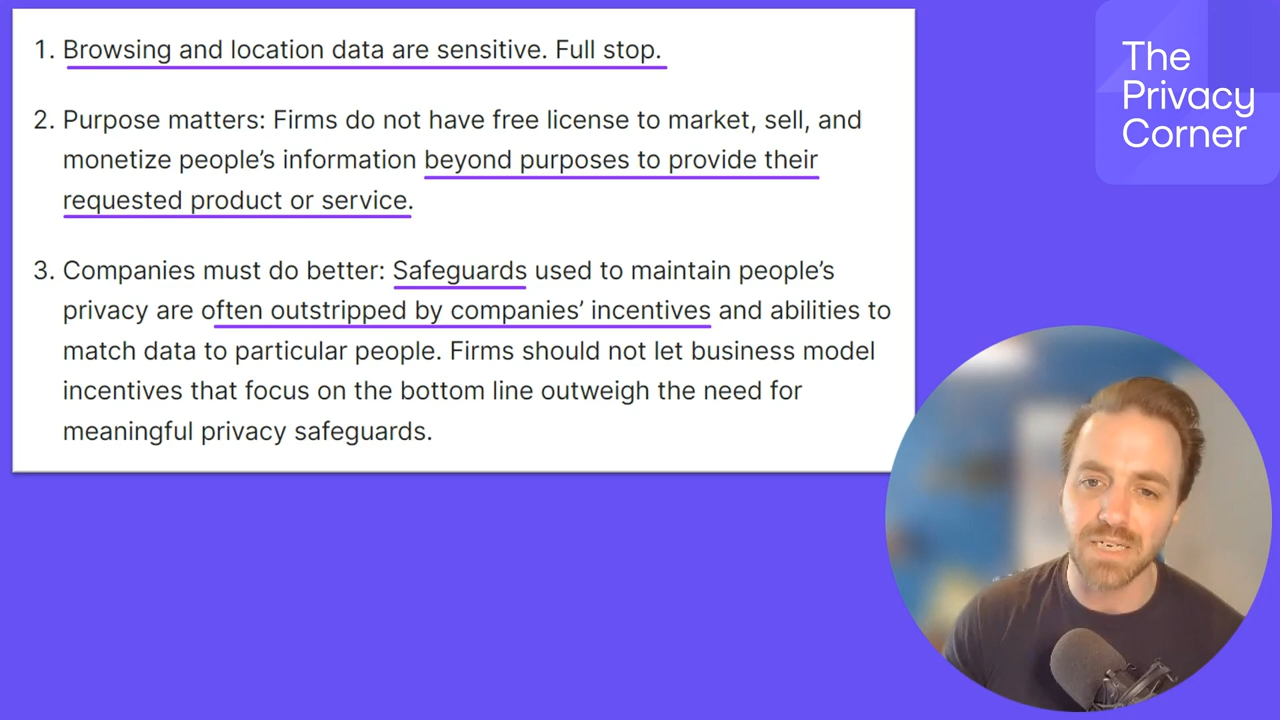 1. Browsing and location data are sensitive. Full stop.
2. Purpose matters: Firms do not have free license to market, sell, and
monetize people’s information beyond purposes to provide their
requested product or service.
3. Companies must do better: Safeguards used to maintain people’s
privacy are often outstripped by companies’ incentives and abilities to
match data to particular people. Firms should not let business model
incentives that focus on the bottom line outweigh the need for
meaningful privacy safeguards.
The
Privacy
Corner